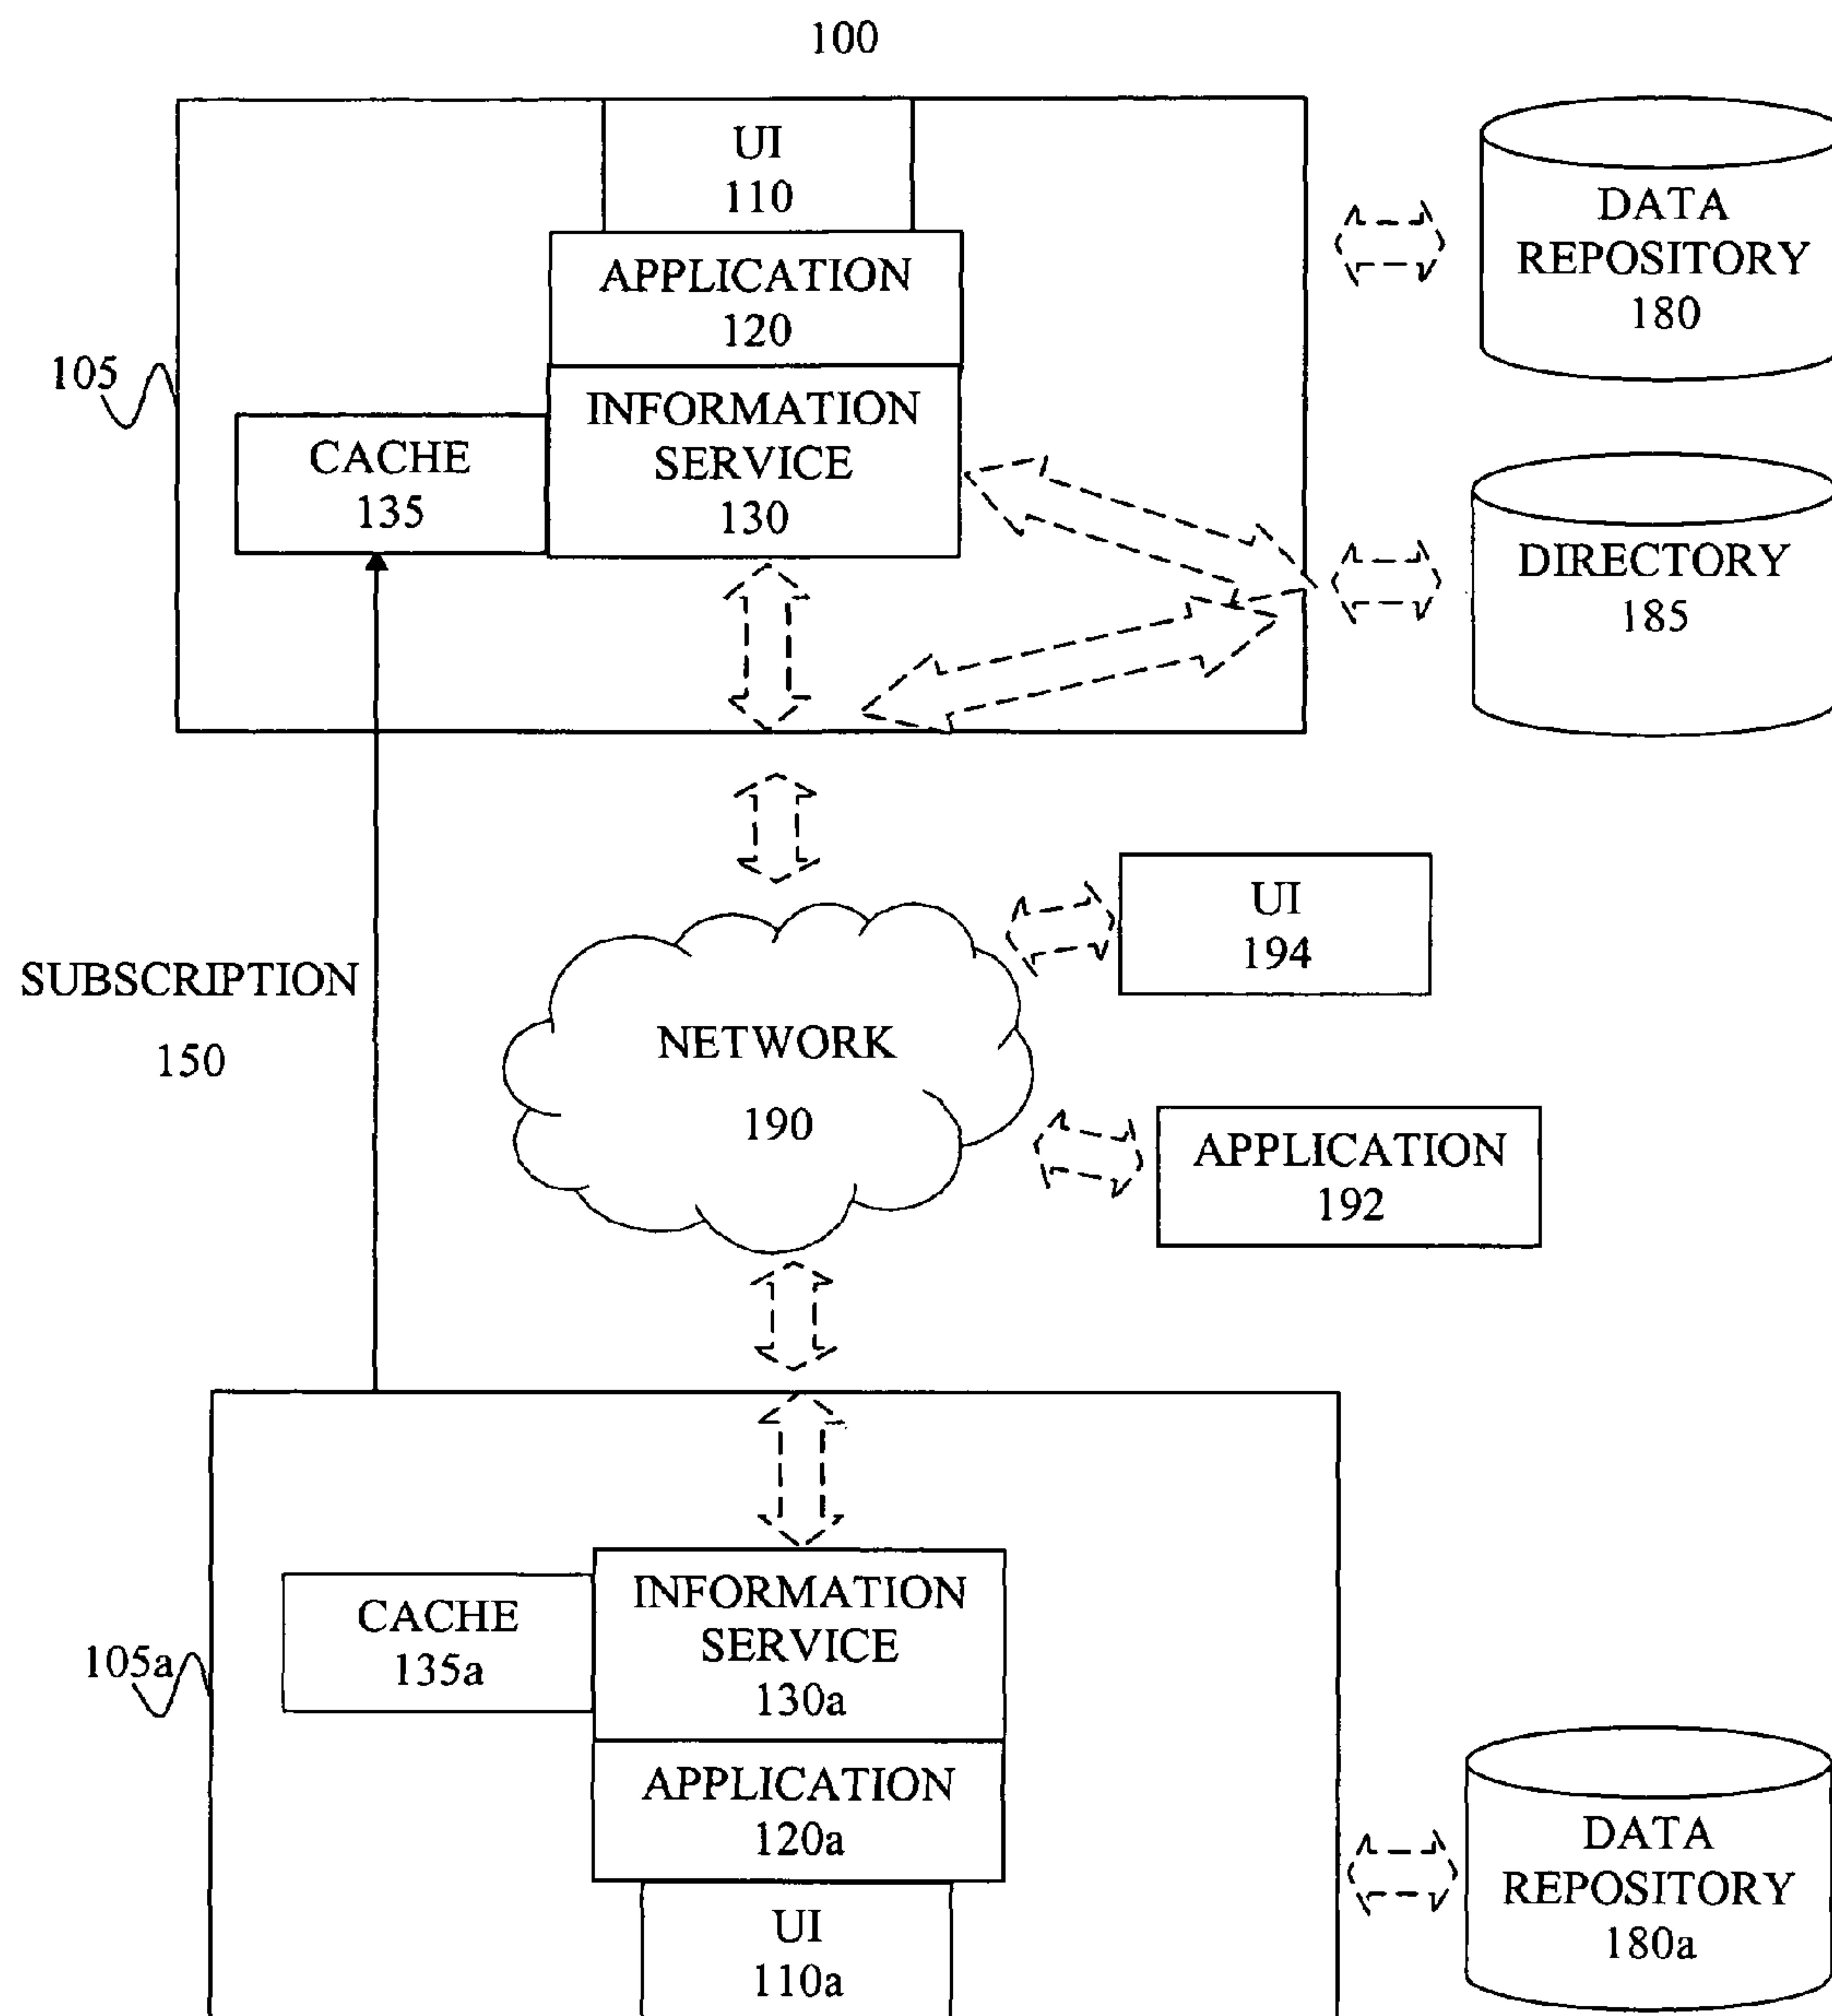 100
UI
110
DATA
REPOSITORY
180
APPLICATION
120
105
INFORMATION
SERVICE
130
CACHE
135
DIRECTORY
185
UI
194
SUBSCRIPTION
150
NETWORK
190
APPLICATION
192
105a
CACHE
135a
INFORMATION
SERVICE
130a
APPLICATION
120a
UI
110a
DATA
REPOSITORY
180a